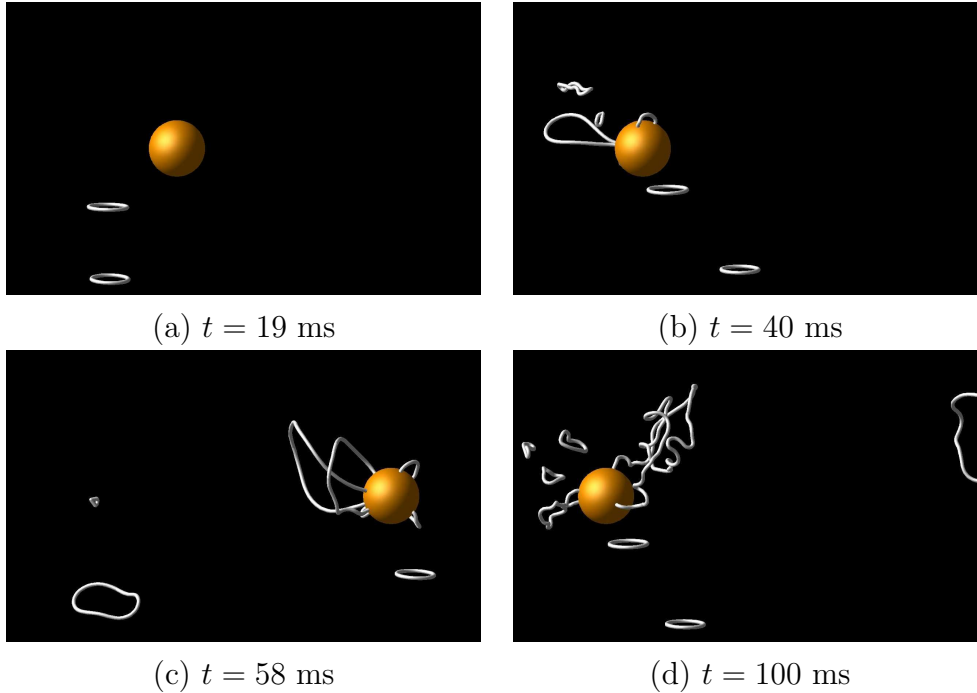 (a) t = 19 ms
(b) t = 40 ms
(c) t = 58 ms
(d) t = 100 ms